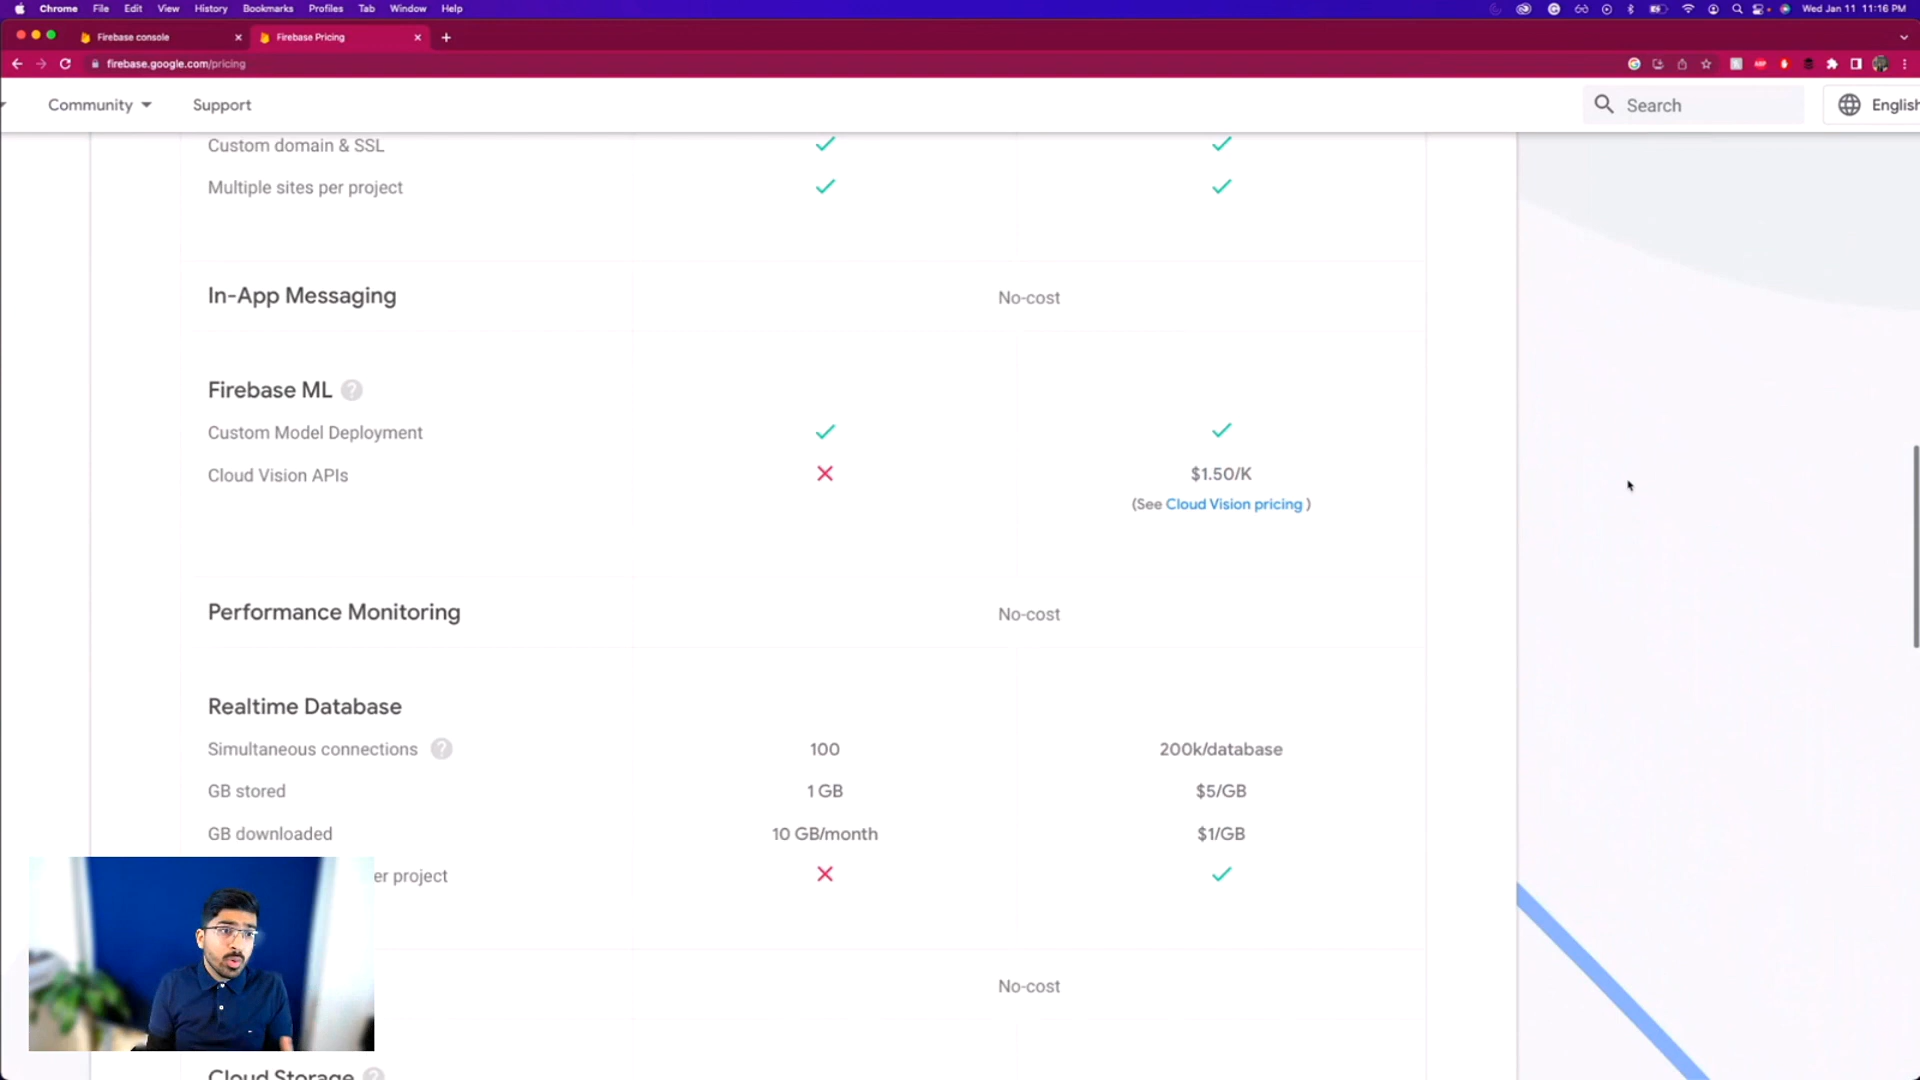 Chrome File Edit View History Bookmarks Profiles Tab Window Help Wed Jan 11 11:16 PM
Firebase console Firebase Pricing
firebase.google.com/pricing
Community Support Search English
Custom domain & SSL
Multiple sites per project
In-App Messaging No-cost
Firebase ML
Custom Model Deployment
Cloud Vision APIs $1.50/K
(See Cloud Vision pricing )
Performance Monitoring No-cost
Realtime Database
Simultaneous connections 100 200k/database
GB stored 1 GB $5/GB
GB downloaded 10 GB/month $1/GB
er project
No-cost
Cloud Storage